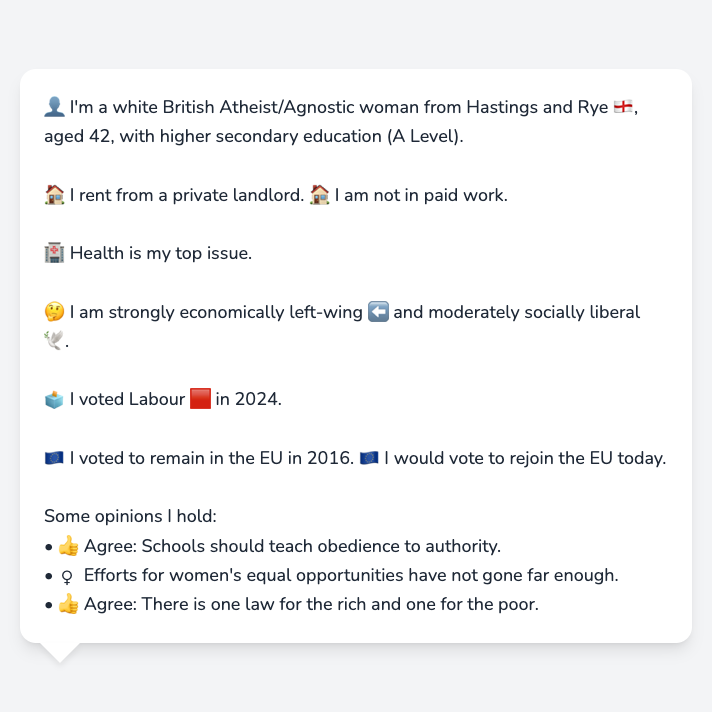 👤 I'm a white British Atheist/Agnostic woman from Hastings and Rye 🏴󠁧󠁢󠁥󠁮󠁧󠁿,
aged 42, with higher secondary education (A Level).
🏠 I rent from a private landlord. 🏠 I am not in paid work.
🏥 Health is my top issue.
🤔 I am strongly economically left-wing ⬅️ and moderately socially liberal
🕊️.
🗳️ I voted Labour 🟥 in 2024.
🇪🇺 I voted to remain in the EU in 2016. 🇪🇺 I would vote to rejoin the EU today.
Some opinions I hold:
• 👍 Agree: Schools should teach obedience to authority.
• ♀️ Efforts for women's equal opportunities have not gone far enough.
• 👍 Agree: There is one law for the rich and one for the poor.